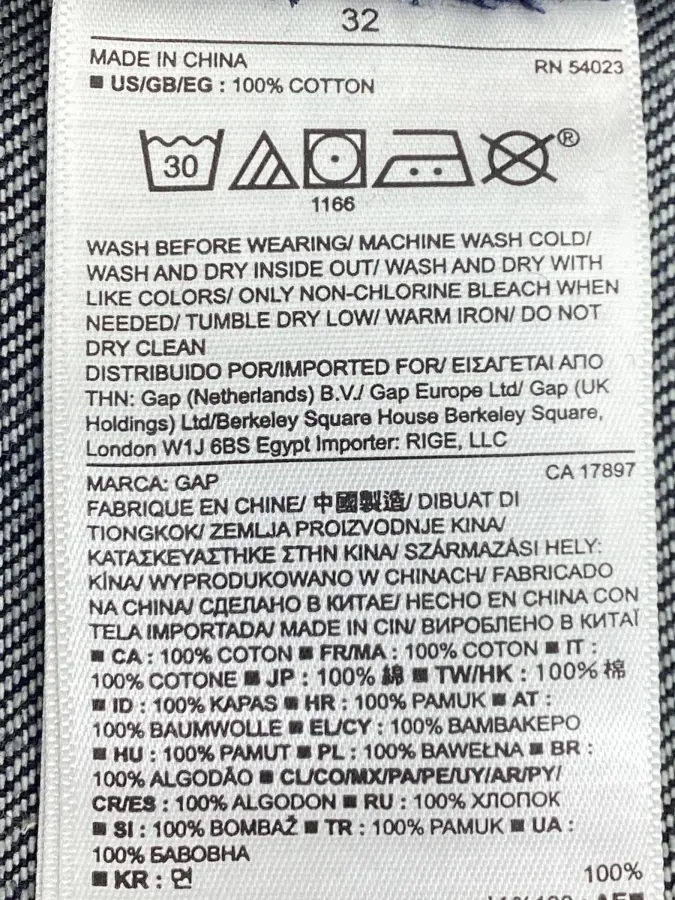 32
MADE IN CHINA
RN 54023
■ US/GB/EG : 100% COTTON
30
®
1166
WASH BEFORE WEARING/ MACHINE WASH COLD/
WASH AND DRY INSIDE OUT/ WASH AND DRY WITH
LIKE COLORS/ ONLY NON-CHLORINE BLEACH WHEN
NEEDED/ TUMBLE DRY LOW/ WARM IRON/ DO NOT
DRY CLEAN
DISTRIBUIDO POR/IMPORTED FOR/ ΕΙΣΑΓΕΤΑΙ ΑΠΟ
THN: Gap (Netherlands) B.V./ Gap Europe Ltd/ Gap (UK
Holdings) Ltd/Berkeley Square House Berkeley Square,
London W1J 6BS Egypt Importer: RIGE, LLC
MARCA: GAP
CA 17897
FABRIQUE EN CHINE/ 中國製造/ DIBUAT DI
TIONGKOK/ ZEMLJA PROIZVODNJE KINA/
ΚΑΤΑΣΚΕΥΑΣΤΗΚΕ ΣΤΗΝ ΚΙΝΑ/ SZÁRMAZÁSI HELY:
KÍNA/ WYPRODUKOWANO W CHINACH/ FABRICADO
NA CHINA/ СДЕЛАНО В КИТАЕ/ HECHO EN CHINA CON
TELA IMPORTADA/ MADE IN CIN/ ВИРОБЛЕНО В КИТАЇ
■ CA : 100% COTON ■ FR/MA : 100% COTON ■ IT :
100% COTONE ■ JP : 100% 綿 ■ TW/HK : 100% 棉
■ ID : 100% KAPAS ■ HR : 100% PAMUK ■ AT :
100% BAUMWOLLE ■ EL/CY : 100% ΒΑΜΒΑΚΕΡΟ
■ HU : 100% PAMUT ■ PL : 100% BAWEŁNA ■ BR :
100% ALGODÃO ■ CL/CO/MX/PA/PE/UY/AR/PY/
CR/ES : 100% ALGODON ■ RU : 100% ХЛОПОК
■ SI : 100% BOMBAŽ ■ TR : 100% PAMUK ■ UA :
100% БАВОВНА
■ KR : 면
100%